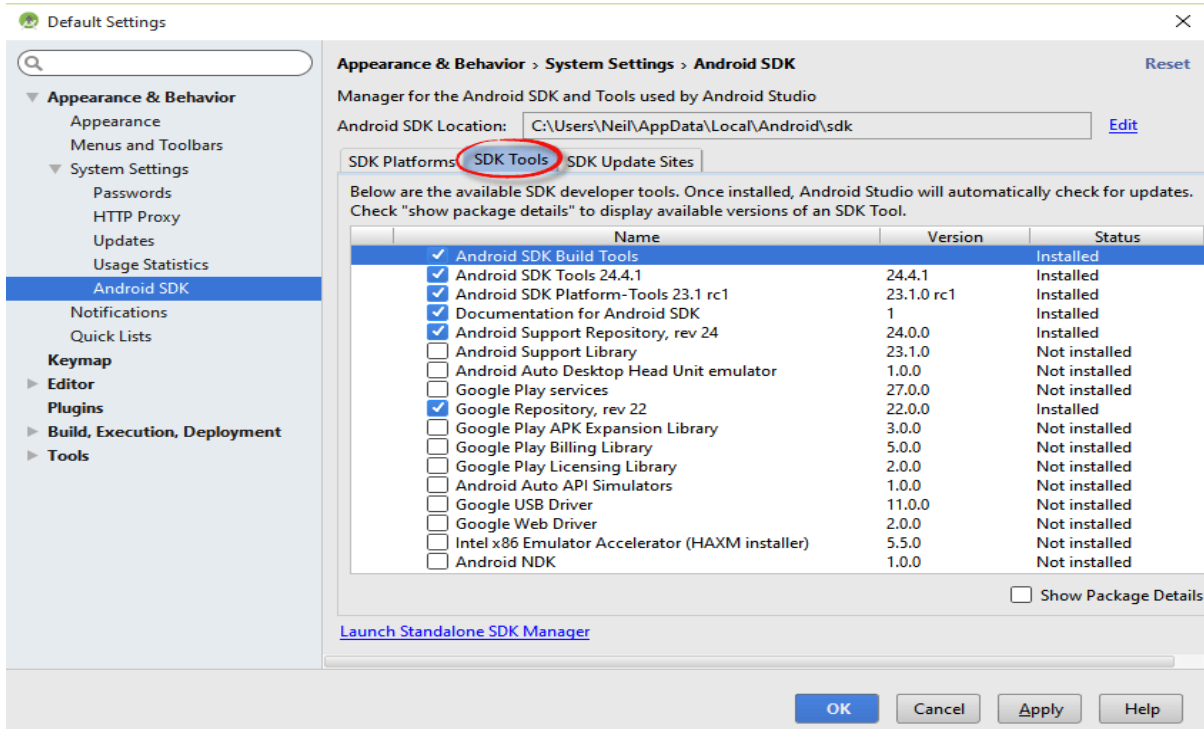 Default Settings
Appearance & Behavior
Appearance
Menus and Toolbars
System Settings
Passwords
HTTP Proxy
Updates
Usage Statistics
Android SDK
Notifications
Quick Lists
Keymap
Editor
Plugins
Build, Execution, Deployment
Tools
Appearance & Behavior › System Settings › Android SDK Reset
Manager for the Android SDK and Tools used by Android Studio
Android SDK Location: C:\Users\Neil\AppData\Local\Android\sdk Edit
SDK Platforms SDK Tools SDK Update Sites
Below are the available SDK developer tools. Once installed, Android Studio will automatically check for updates.
Check "show package details" to display available versions of an SDK Tool.
Name Version Status
Android SDK Build Tools Installed
Android SDK Tools 24.4.1 24.4.1 Installed
Android SDK Platform-Tools 23.1 rc1 23.1.0 rc1 Installed
Documentation for Android SDK 1 Installed
Android Support Repository, rev 24 24.0.0 Installed
Android Support Library 23.1.0 Not installed
Android Auto Desktop Head Unit emulator 1.0.0 Not installed
Google Play services 27.0.0 Not installed
Google Repository, rev 22 22.0.0 Installed
Google Play APK Expansion Library 3.0.0 Not installed
Google Play Billing Library 5.0.0 Not installed
Google Play Licensing Library 2.0.0 Not installed
Android Auto API Simulators 1.0.0 Not installed
Google USB Driver 11.0.0 Not installed
Google Web Driver 2.0.0 Not installed
Intel x86 Emulator Accelerator (HAXM installer) 5.5.0 Not installed
Android NDK 1.0.0 Not installed
Show Package Details
Launch Standalone SDK Manager
OK Cancel Apply Help